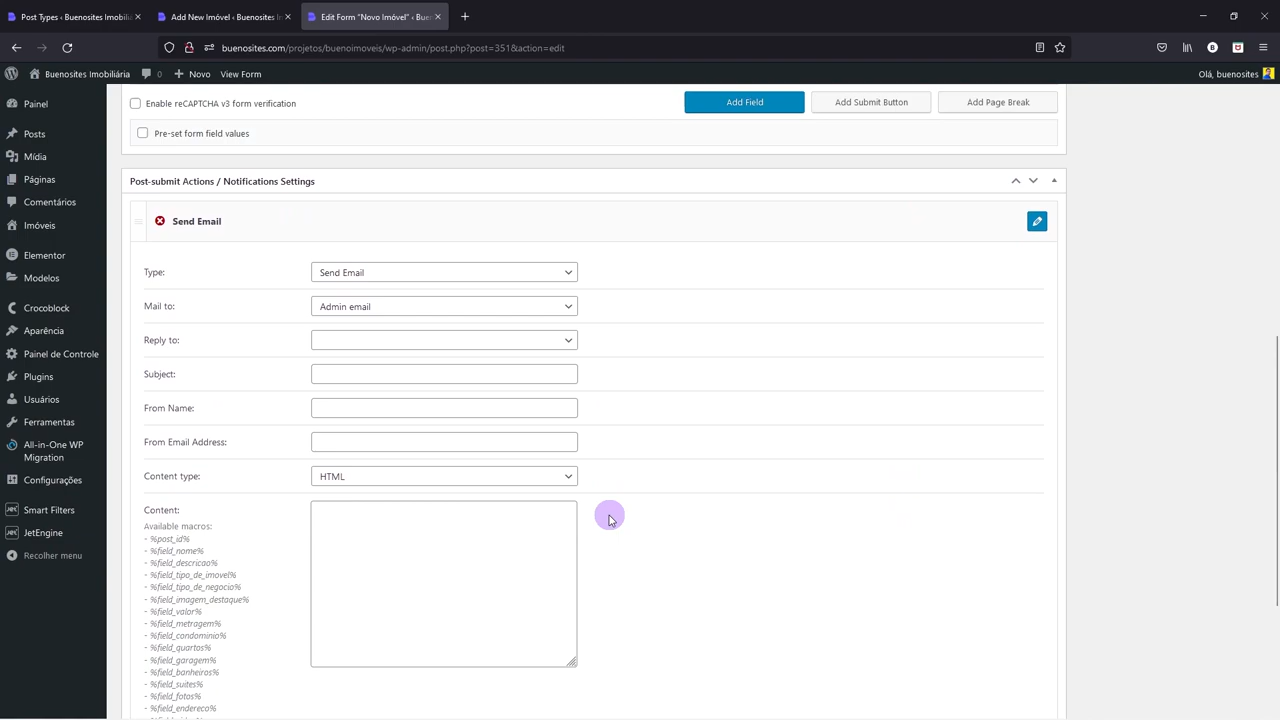 Post Types ‹ Buenosites Imobiliá
Add New Imóvel ‹ Buenosites I
Edit Form "Novo Imóvel" ‹ Bue
buenosites.com/projetos/buenoimoveis/wp-admin/post.php?post=351&action=edit
Buenosites Imobiliária
0
Novo
View Form
Olá, buenosites
Painel
Posts
Mídia
Páginas
Comentários
Imóveis
Elementor
Modelos
Crocoblock
Aparência
Painel de Controle
Plugins
Usuários
Ferramentas
All-in-One WP
Migration
Configurações
Smart Filters
JetEngine
Recolher menu
Enable reCAPTCHA v3 form verification
Add Field
Add Submit Button
Add Page Break
Pre-set form field values
Post-submit Actions / Notifications Settings
Send Email
Type:
Send Email
Mail to:
Admin email
Reply to:
Subject:
From Name:
From Email Address:
Content type:
HTML
Content:
Available macros:
- %post_id%
- %field_nome%
- %field_descricao%
- %field_tipo_de_imovel%
- %field_tipo_de_negocio%
- %field_imagem_destaque%
- %field_valor%
- %field_metragem%
- %field_condominio%
- %field_quartos%
- %field_garagem%
- %field_banheiros%
- %field_suites%
- %field_fotos%
- %field_endereco%